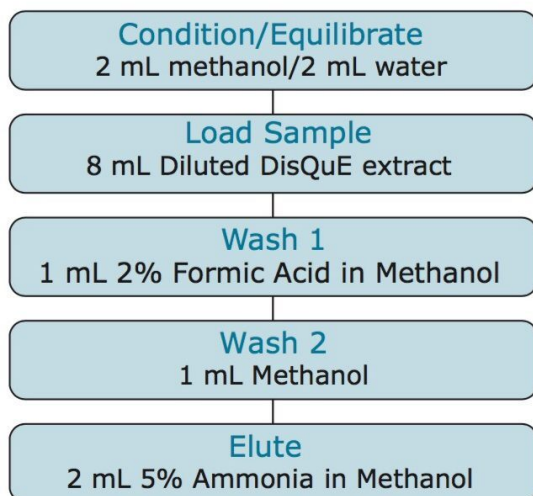 Condition/Equilibrate
2 mL methanol/2 mL water
Load Sample
8 mL Diluted DisQuE extract
Wash 1
1 mL 2% Formic Acid in Methanol
Wash 2
1 mL Methanol
Elute
2 mL 5% Ammonia in Methanol